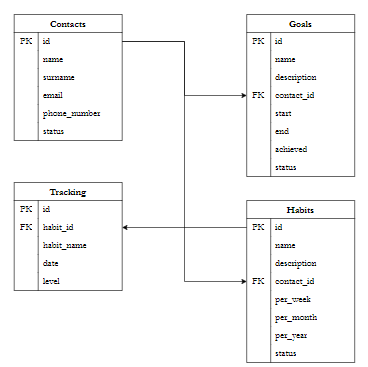 Contacts
PK id
name
surname
email
phone_number
status
Goals
PK id
name
description
FK contact_id
start
end
achieved
status
Tracking
PK id
FK habit_id
habit_name
date
level
Habits
PK id
name
description
FK contact_id
per_week
per_month
per_year
status